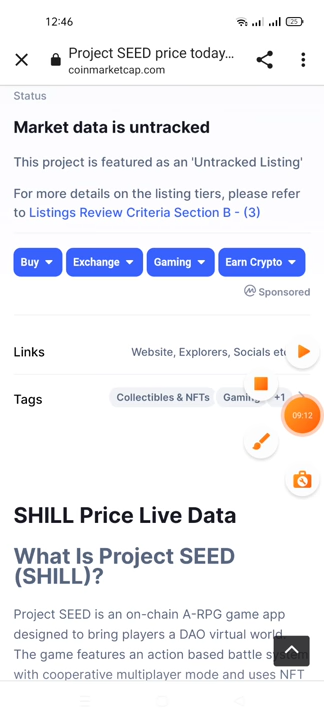 12:46
25
Project SEED price today...
coinmarketcap.com
Status
Market data is untracked
This project is featured as an 'Untracked Listing'
For more details on the listing tiers, please refer
to Listings Review Criteria Section B - (3)
Buy Exchange Gaming Earn Crypto
Sponsored
Links Website, Explorers, Socials etc
Tags Collectibles & NFTs Gaming +1
09:12
SHILL Price Live Data
What Is Project SEED
(SHILL)?
Project SEED is an on-chain A-RPG game app
designed to bring players a DAO virtual world.
The game features an action based battle system
with cooperative multiplayer mode and uses NFT